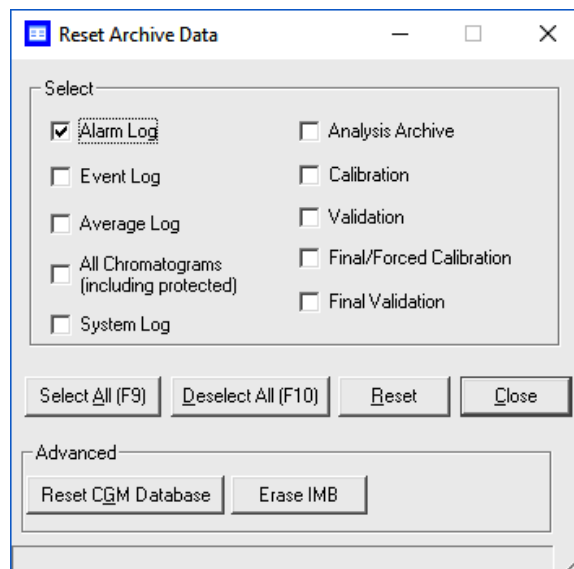 Reset Archive Data
Select
Alarm Log
Event Log
Average Log
All Chromatograms
(including protected)
System Log
Analysis Archive
Calibration
Validation
Final/Forced Calibration
Final Validation
Select All (F9)
Deselect All (F10)
Reset
Close
Advanced
Reset CGM Database
Erase IMB